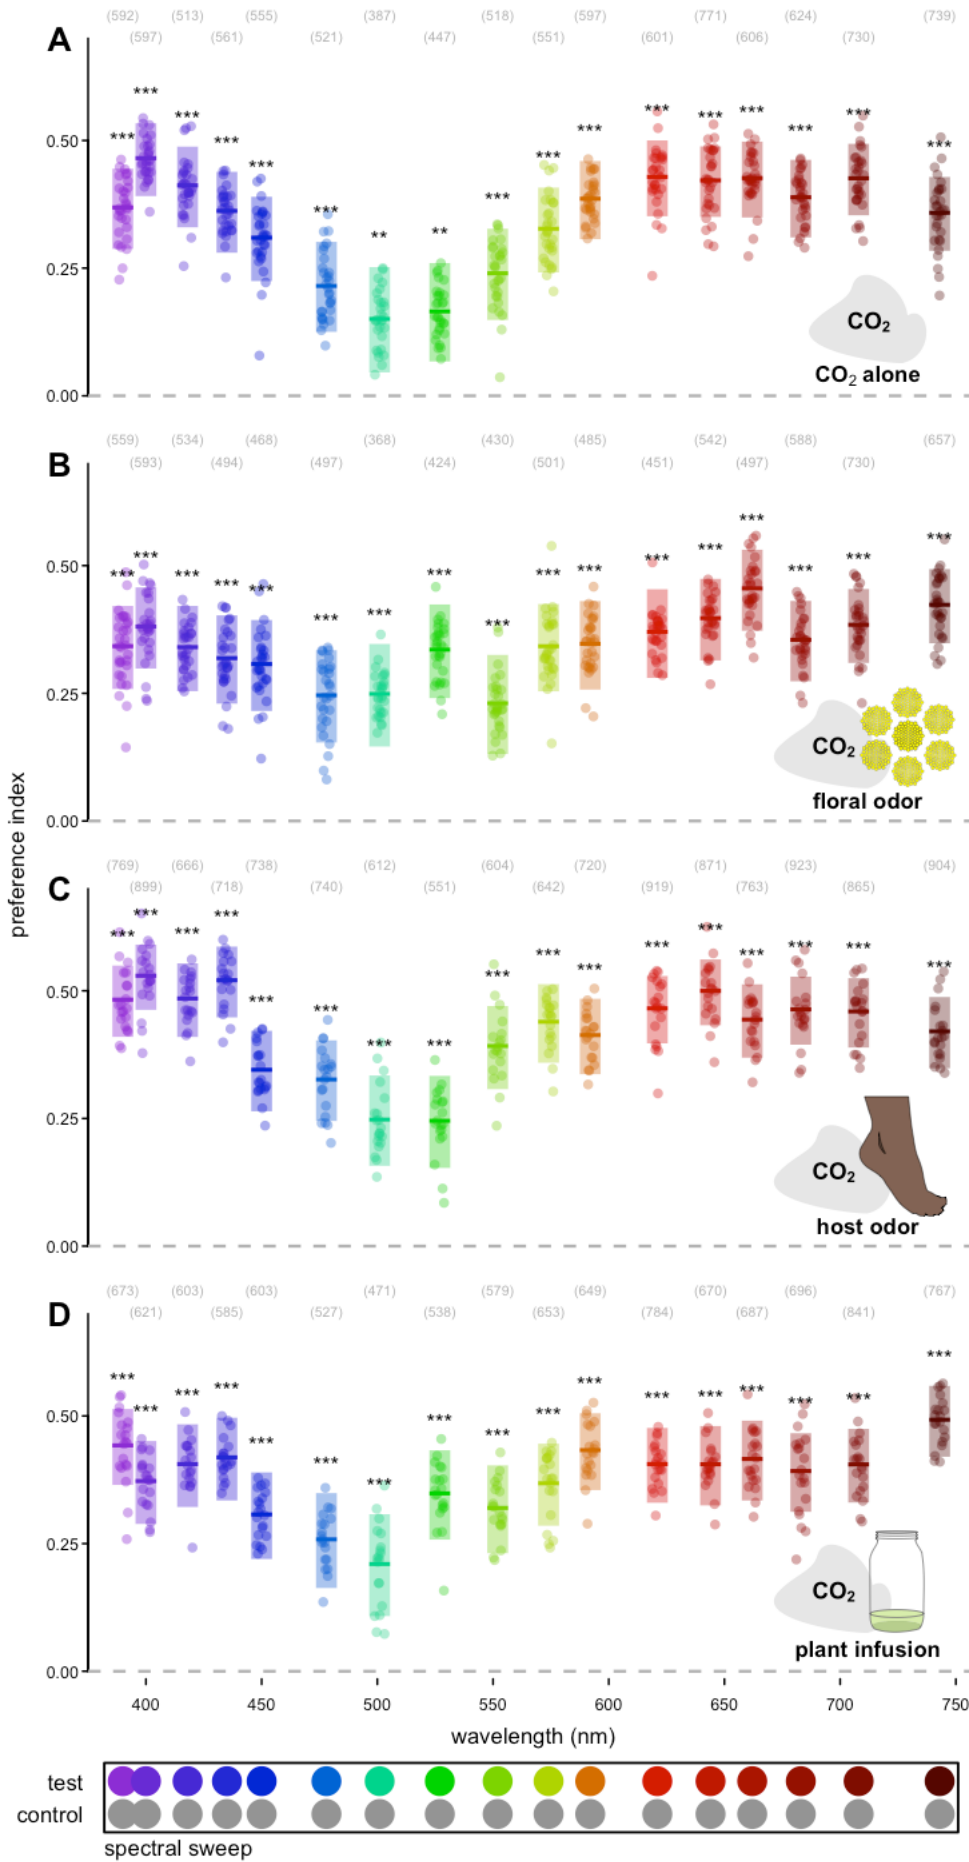 (592) (513) (555) (387) (518) (597) (771) (624) (739)
A (597) (561) (521) (447) (551) (601) (606) (730)
*** *** *** *** *** *** ** ** *** *** *** *** *** *** *** *** ***
0.50
0.25
CO₂
CO₂ alone
0.00
(559) (534) (468) (368) (430) (485) (542) (588) (657)
B (593) (494) (497) (424) (501) (451) (497) (730)
*** *** *** *** *** *** *** *** *** *** *** *** *** *** *** *** ***
0.50
0.25
CO₂
floral odor
0.00
preference index
(769) (666) (738) (612) (604) (720) (871) (923) (904)
C (899) (718) (740) (551) (642) (919) (763) (865)
*** *** *** *** *** *** *** *** *** *** *** *** *** *** *** *** ***
0.50
0.25
CO₂
host odor
0.00
(673) (603) (603) (471) (579) (649) (670) (696) (767)
D (621) (585) (527) (538) (653) (784) (687) (841)
*** *** *** *** *** *** *** *** *** *** *** *** *** *** *** *** ***
0.50
0.25
CO₂
plant infusion
0.00
400 450 500 550 600 650 700 750
wavelength (nm)
test
control
spectral sweep